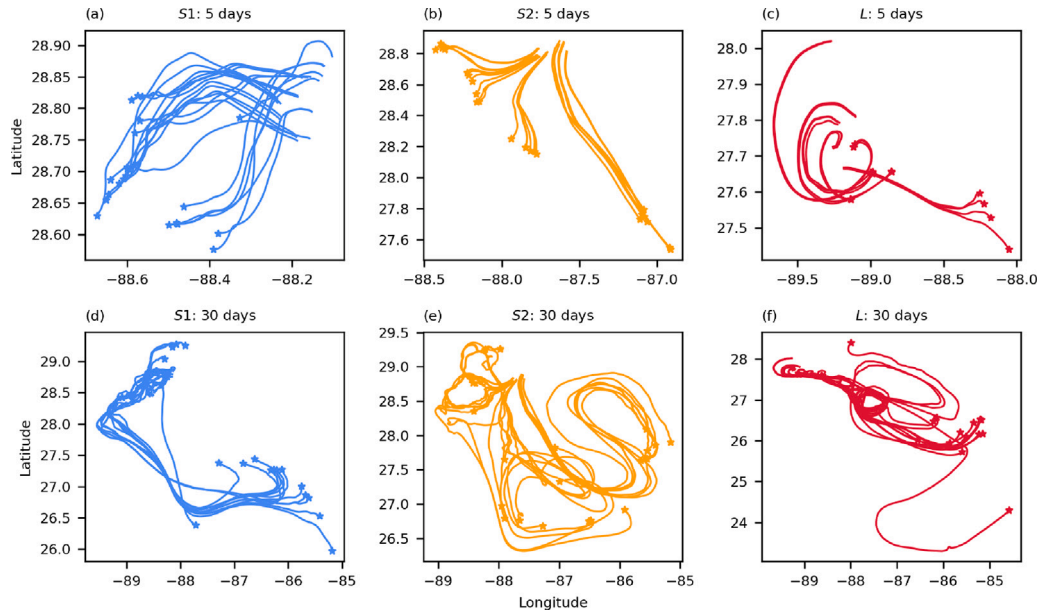 (a) S1: 5 days
(b) S2: 5 days
(c) L: 5 days
Latitude
28.90
28.85
28.80
28.75
28.70
28.65
28.60
−88.6 −88.4 −88.2
28.8
28.6
28.4
28.2
28.0
27.8
27.6
−88.5 −88.0 −87.5 −87.0
28.0
27.9
27.8
27.7
27.6
27.5
−89.5 −89.0 −88.5 −88.0
(d) S1: 30 days
(e) S2: 30 days
(f) L: 30 days
Latitude
29.0
28.5
28.0
27.5
27.0
26.5
26.0
−89 −88 −87 −86 −85
29.5
29.0
28.5
28.0
27.5
27.0
26.5
−89 −88 −87 −86 −85
28
27
26
25
24
−89 −88 −87 −86 −85
Longitude